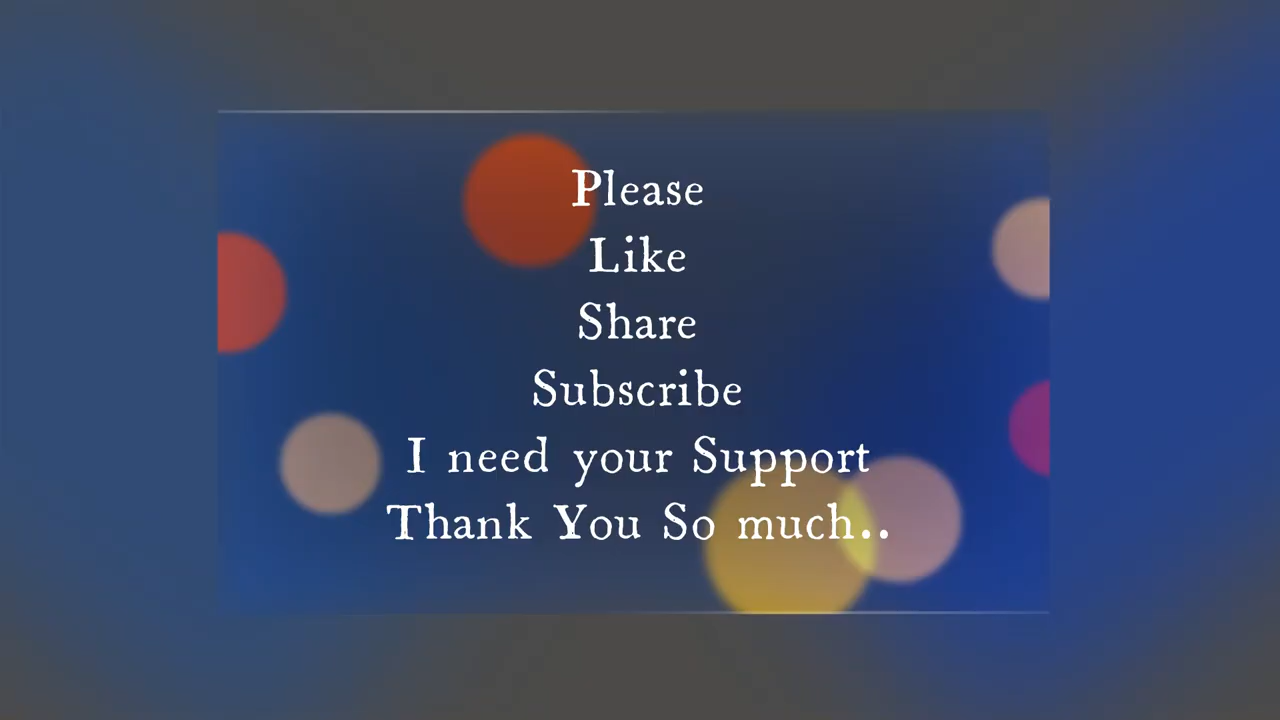 Please
Like
Share
Subscribe
I need your Support
Thank You So much..